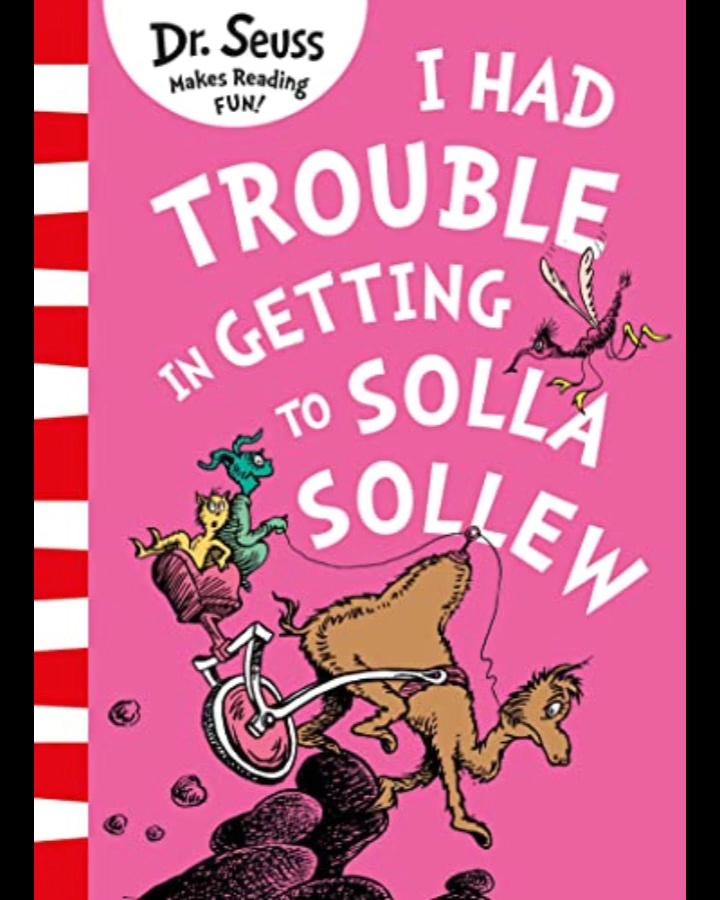 Dr. Seuss
Makes Reading
FUN!
I HAD
TROUBLE
IN GETTING
TO SOLLA
SOLLEW